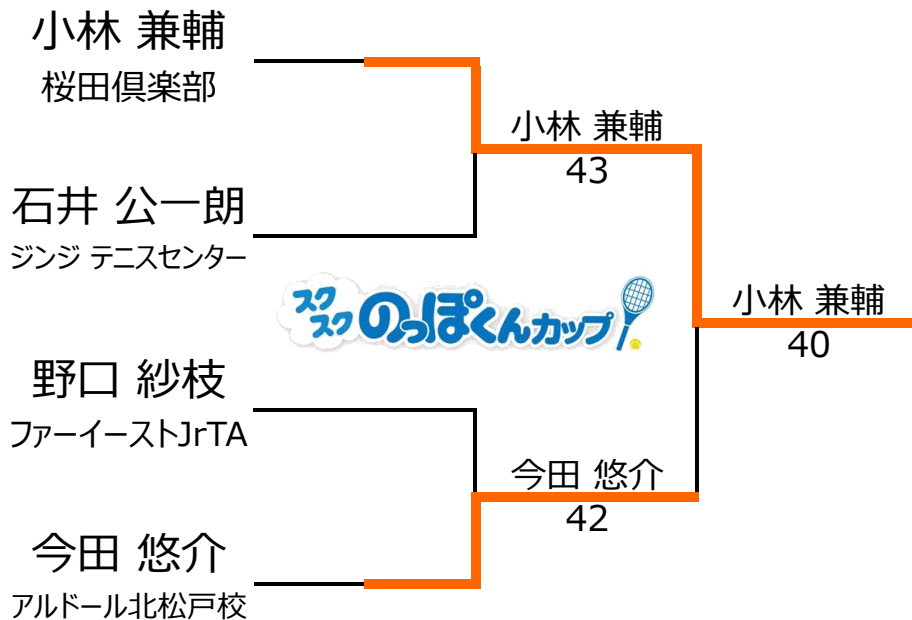 小林 兼輔
桜田倶楽部
小林 兼輔
43
石井 公一朗
ジンジ テニスセンター
スク
スク のっぽくんカップ
小林 兼輔
40
野口 紗枝
ファーイーストJrTA
今田 悠介
42
今田 悠介
アルドール北松戸校